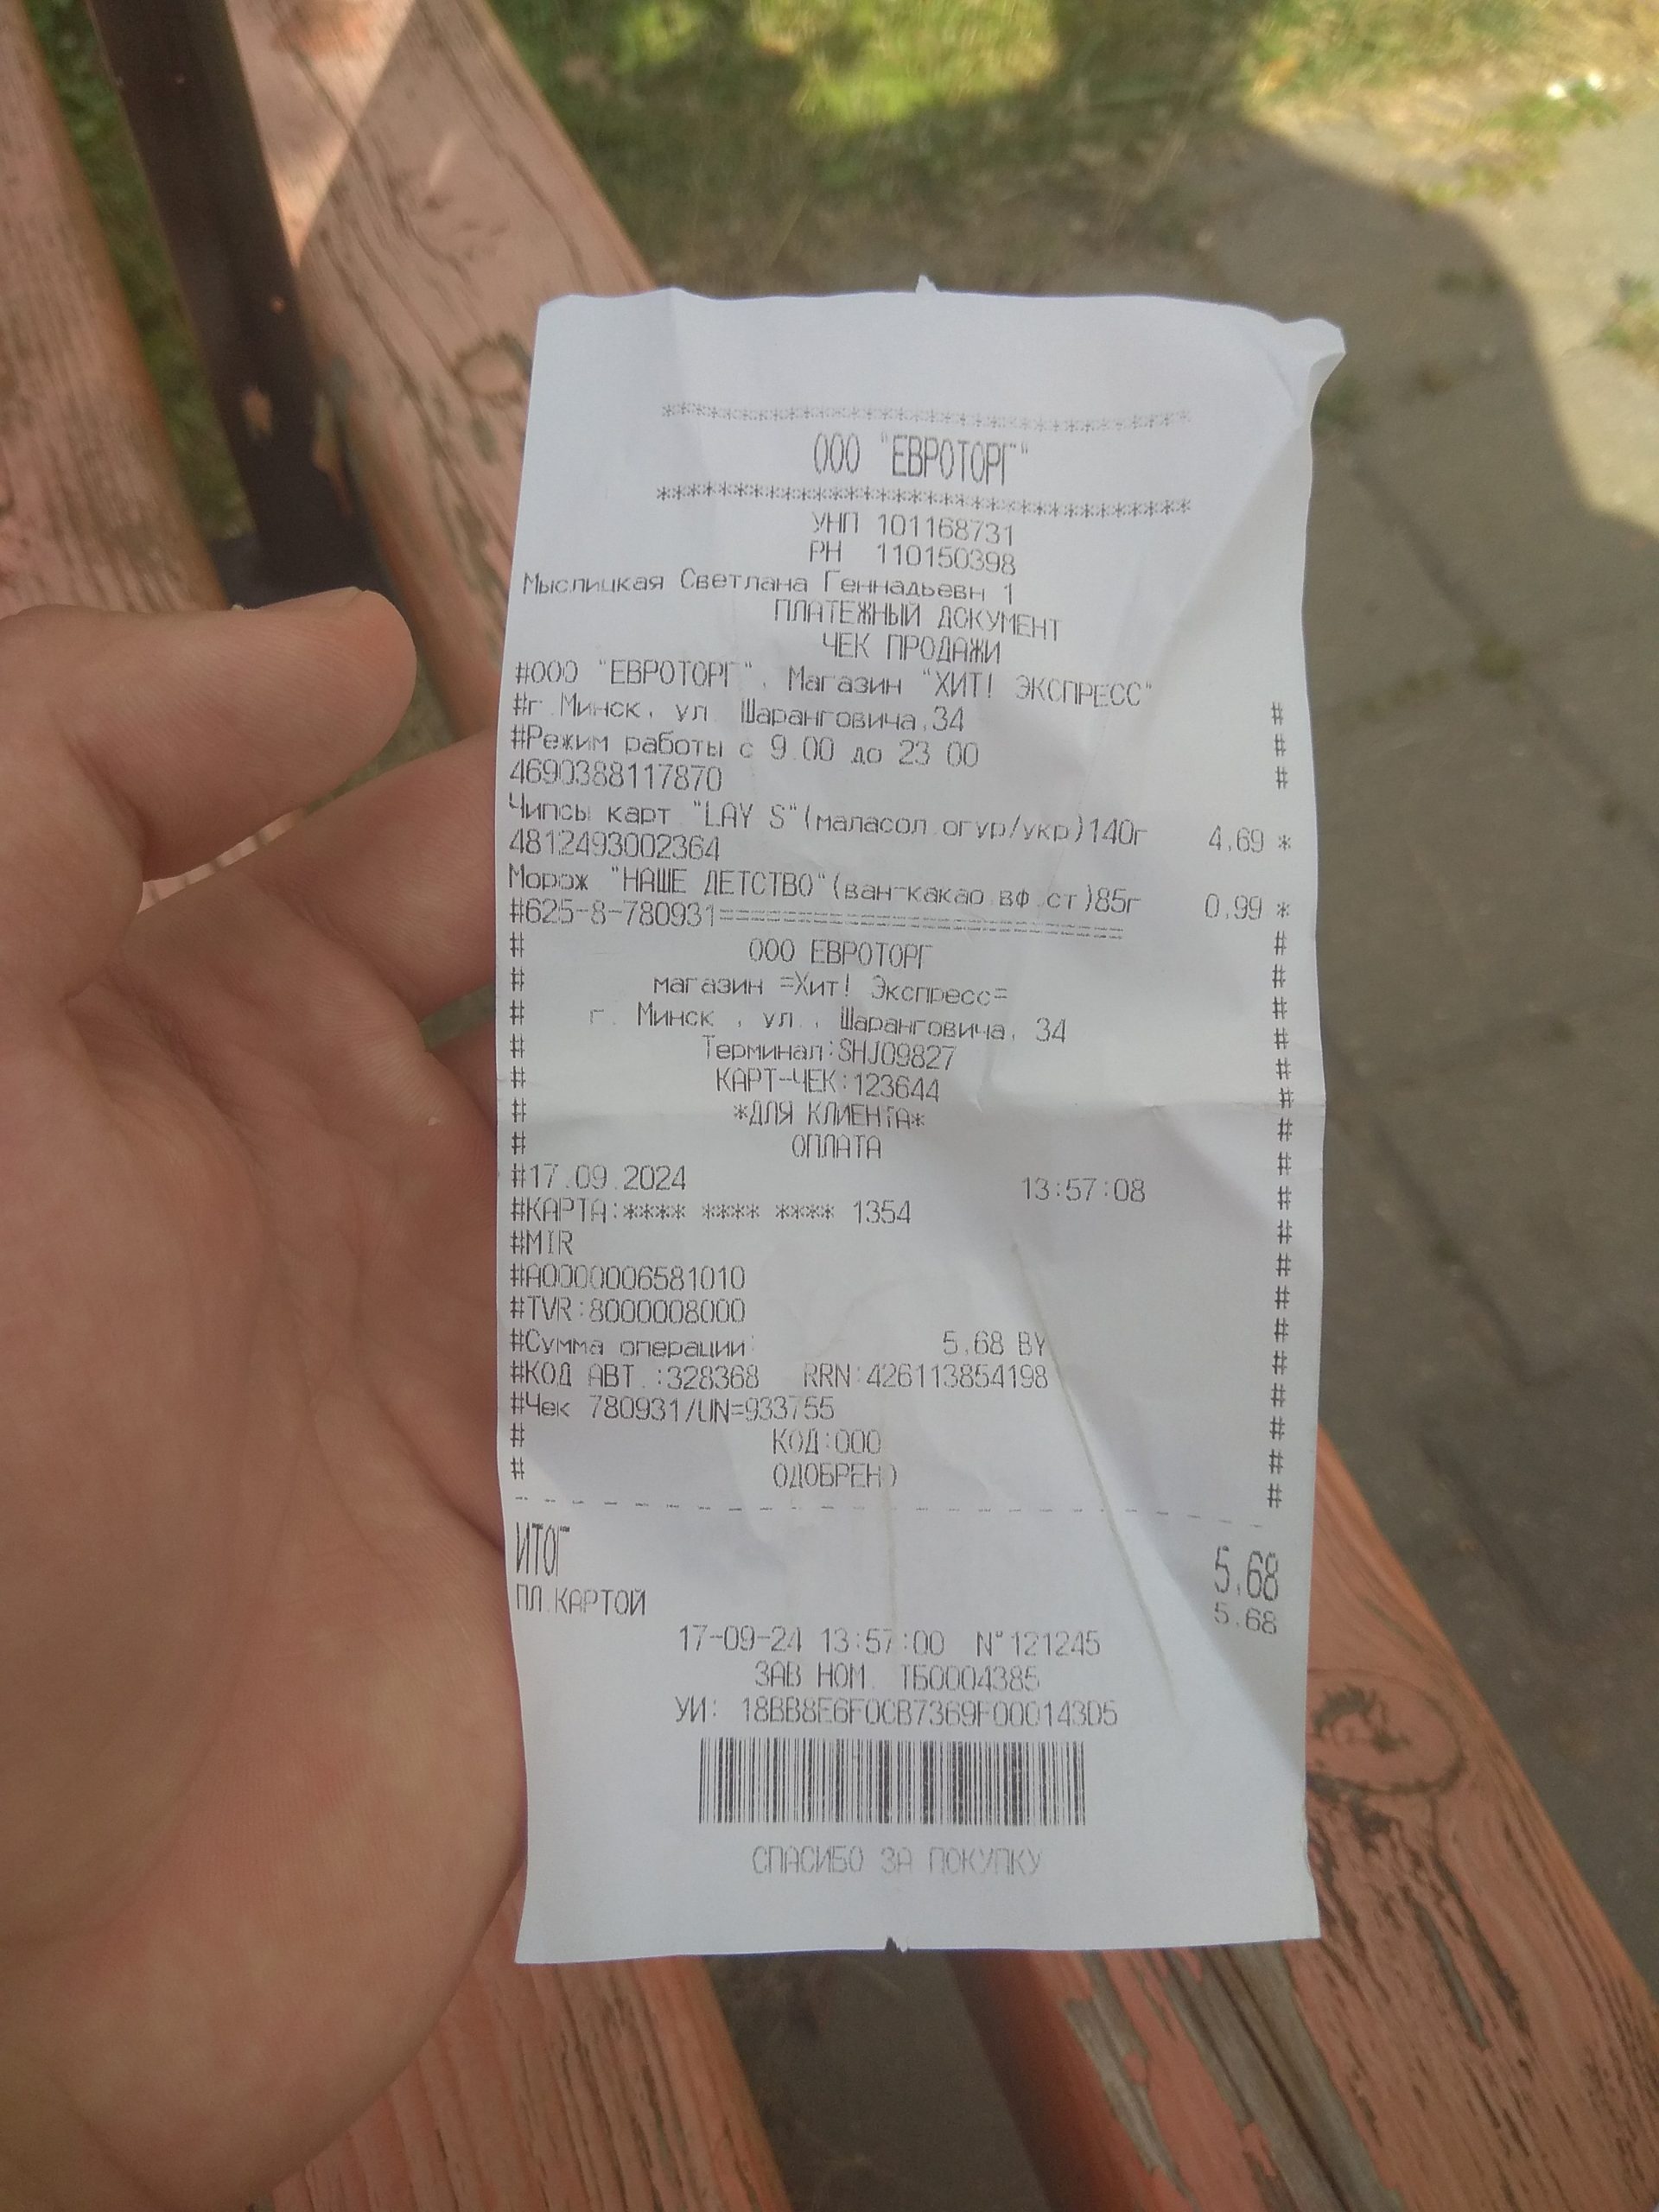 ******************************
ООО "ЕВРОТОРГ"
******************************
УНП 101168731
РН 110150398
Мыслицкая Светлана Геннадьевн 1
ПЛАТЕЖНЫЙ ДОКУМЕНТ
ЧЕК ПРОДАЖИ
#ООО "ЕВРОТОРГ", Магазин "ХИТ! ЭКСПРЕСС" #
#г.Минск, ул. Шаранговича,34 #
#Режим работы с 9.00 до 23.00 #
4690388117870
Чипсы карт."LAY S"(маласол.огур/укр)140г 4,69 *
4812493002364
Морож."НАШЕ ДЕТСТВО"(ван-какао.вф.ст)85г 0,99 *
#625-8-780931============================== #
# ООО ЕВРОТОРГ #
# магазин =Хит! Экспресс= #
# г. Минск , ул., Шаранговича, 34 #
# Терминал:SHJ09827 #
# КАРТ-ЧЕК:123644 #
# *ДЛЯ КЛИЕНТА* #
# ОПЛАТА #
#17.09.2024 13:57:08 #
#КАРТА:**** **** **** 1354 #
#MIR #
#A0000006581010 #
#TVR:8000008000 #
#Сумма операции: 5,68 BY #
#КОД АВТ.:328368 RRN:426113854198 #
#Чек 780931/UN=933755 #
# КОД:000 #
# ОДОБРЕНО #
- - - - - - - - - - - - - - - - - - - -
ИТОГ 5,68
ПЛ.КАРТОЙ 5.68
17-09-24 13:57:00 N°121245
ЗАВ.НОМ. ТБ0004385
УИ: 18BB8E6F0CB7369F000143D5
СПАСИБО ЗА ПОКУПКУ